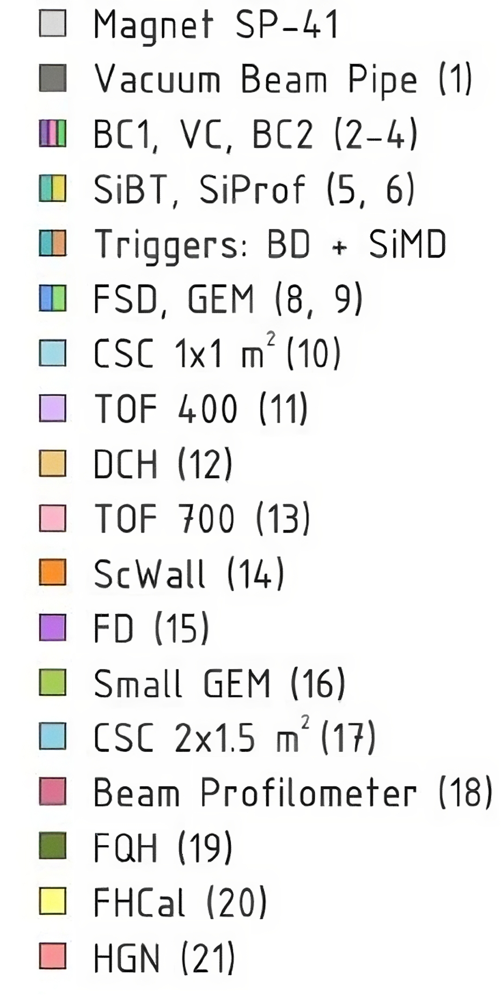 Magnet SP-41
Vacuum Beam Pipe (1)
BC1, VC, BC2 (2-4)
SiBT, SiProf (5, 6)
Triggers: BD + SiMD
FSD, GEM (8, 9)
CSC 1x1 m² (10)
TOF 400 (11)
DCH (12)
TOF 700 (13)
ScWall (14)
FD (15)
Small GEM (16)
CSC 2x1.5 m² (17)
Beam Profilometer (18)
FQH (19)
FHCal (20)
HGN (21)